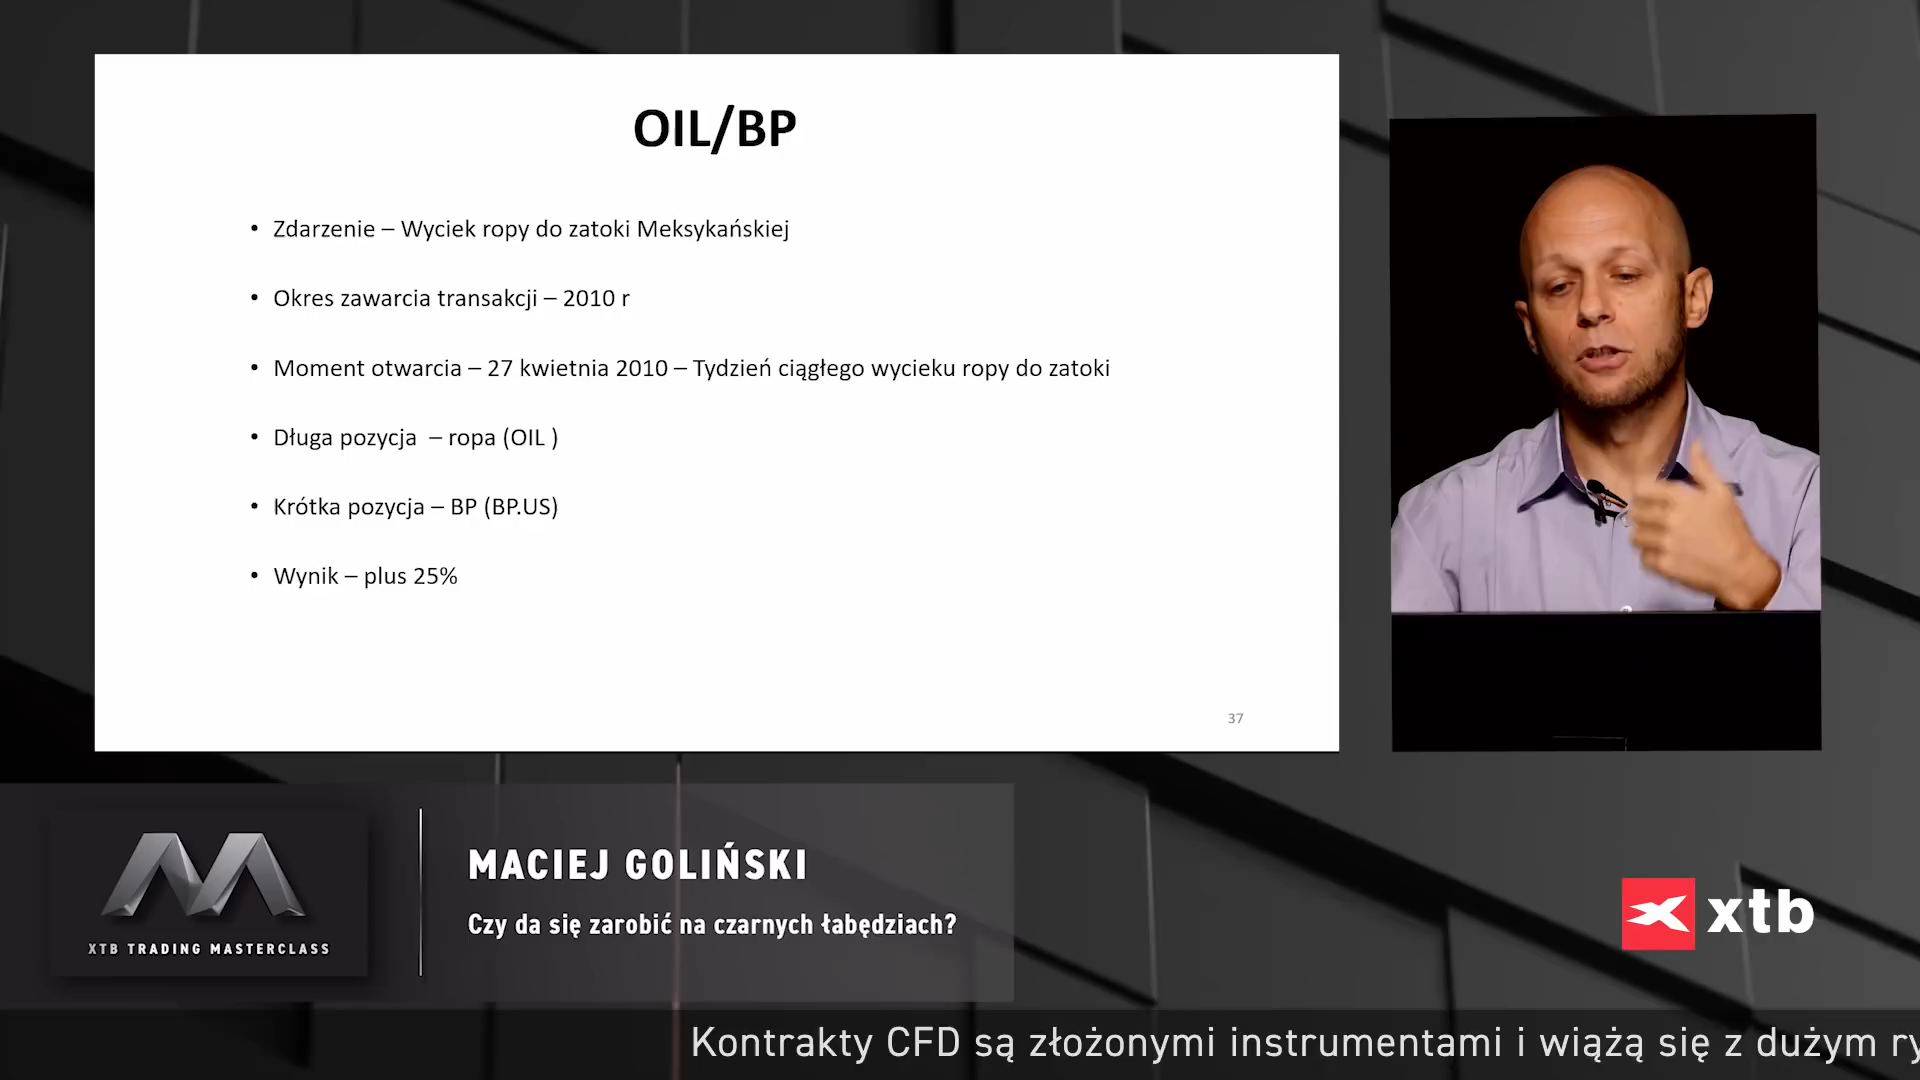 OIL/BP
• Zdarzenie – Wyciek ropy do zatoki Meksykańskiej
• Okres zawarcia transakcji – 2010 r
• Moment otwarcia – 27 kwietnia 2010 – Tydzień ciągłego wycieku ropy do zatoki
• Długa pozycja – ropa (OIL )
• Krótka pozycja – BP (BP.US)
• Wynik – plus 25%
37
XTB TRADING MASTERCLASS
MACIEJ GOLIŃSKI
Czy da się zarobić na czarnych łabędziach?
xtb
Kontrakty CFD są złożonymi instrumentami i wiążą się z dużym